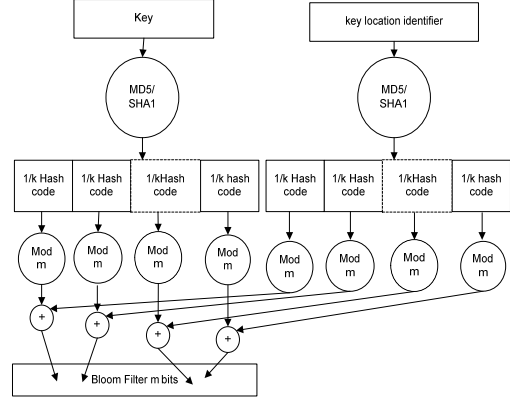 Key
key location identifier
MD5/
SHA1
MD5/
SHA1
1/k Hash
code
1/k Hash
code
1/kHash
code
1/k hash
code
1/k Hash
code
1/k Hash
code
1/kHash
code
1/k hash
code
Mod
m
Mod
m
Mod
m
Mod
m
Mod
m
Mod
m
Mod
m
Mod
m
+
+
+
+
Bloom Filter m bits